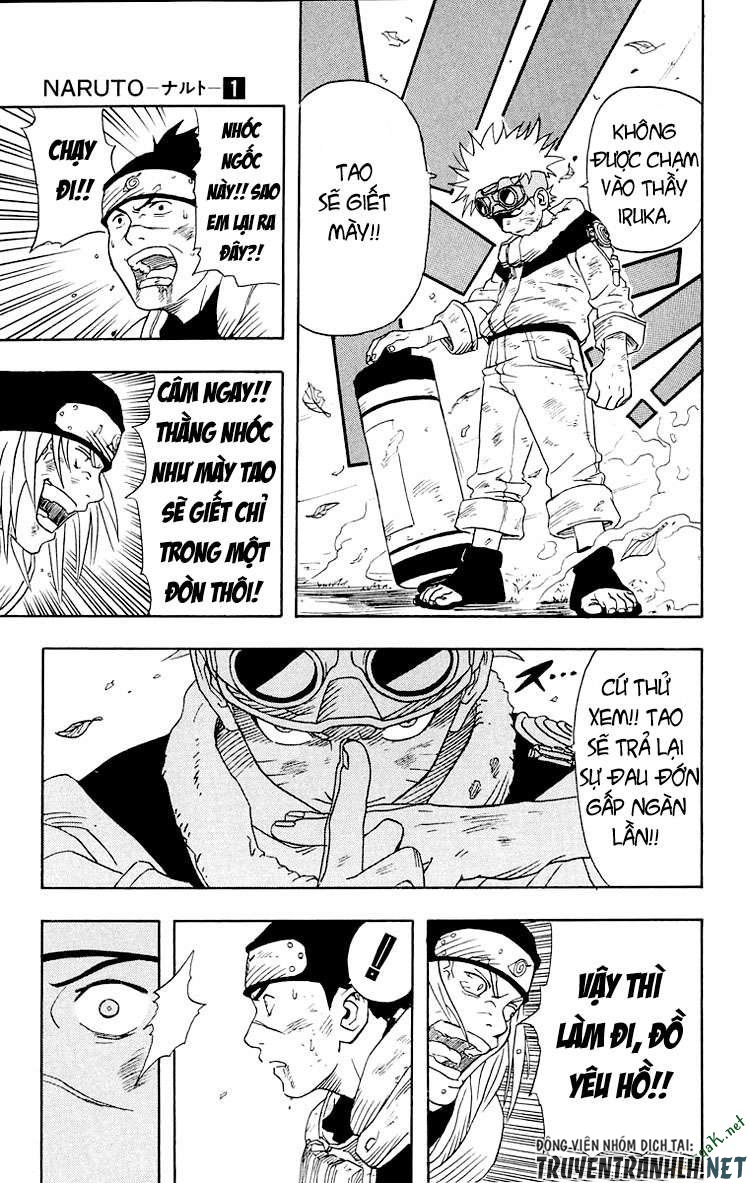 NARUTO—ナルト— 1
KHÔNG
ĐƯỢC CHẠM
VÀO THẦY
IRUKA.
TAO
SẼ GIẾT
MÀY!!
NHÓC
NGỐC
NÀY!! SAO
EM LẠI RA
ĐÂY?!
CHẠY
ĐI!!
CÂM NGAY!!
THẰNG NHÓC
NHƯ MÀY TAO
SẼ GIẾT CHỈ
TRONG MỘT
ĐÒN THÔI!
CỨ THỬ
XEM!! TAO
SẼ TRẢ LẠI
SỰ ĐAU ĐỚN
GẤP NGÀN
LẦN!!
ス…
VẬY THÌ
LÀM ĐI, ĐỒ
YÊU HỒ!!
!
ĐỘNG VIÊN NHÓM DỊCH TẠI:
TRUYENTRANHLH.NET